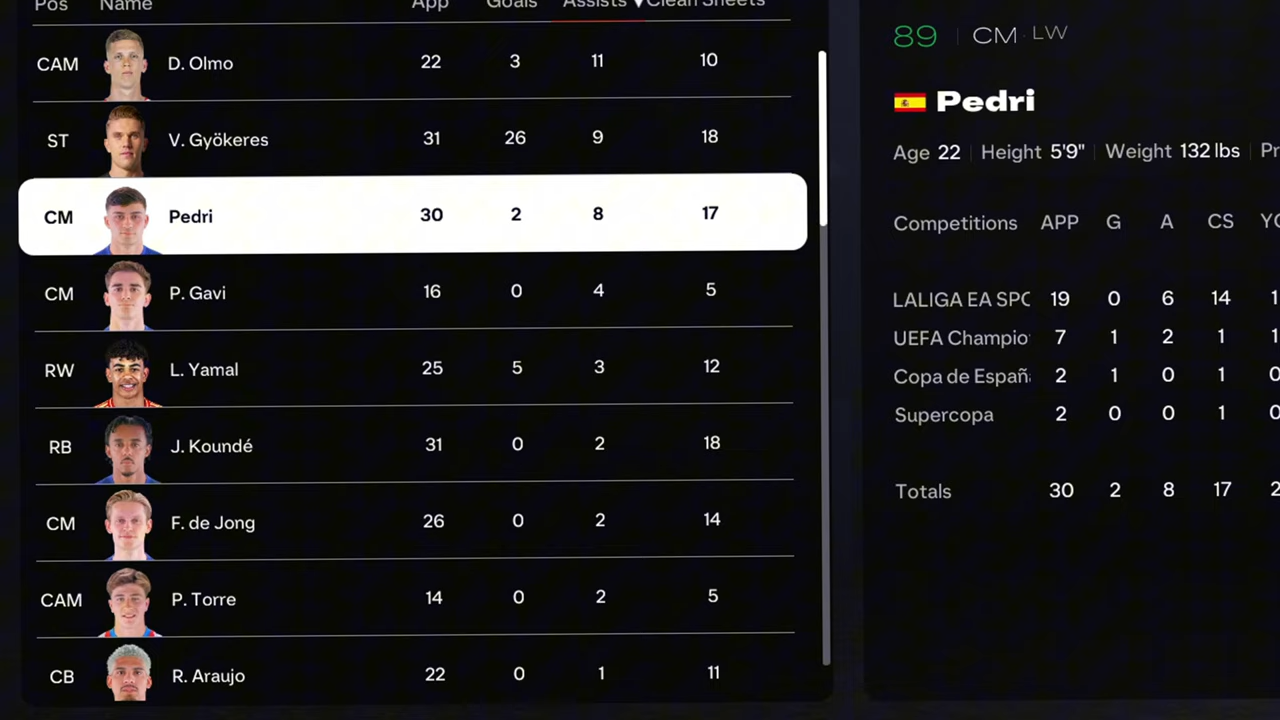 Pos Name App Goals Assists ▼ Clean Sheets
CAM D. Olmo 22 3 11 10
ST V. Gyökeres 31 26 9 18
CM Pedri 30 2 8 17
CM P. Gavi 16 0 4 5
RW L. Yamal 25 5 3 12
RB J. Koundé 31 0 2 18
CM F. de Jong 26 0 2 14
CAM P. Torre 14 0 2 5
CB R. Araujo 22 0 1 11
89 CM LW
Pedri
Age 22 Height 5'9" Weight 132 lbs Pr
Competitions APP G A CS YC
LALIGA EA SPO 19 0 6 14 1
UEFA Champio 7 1 2 1 1
Copa de Españ 2 1 0 1 0
Supercopa 2 0 0 1 0
Totals 30 2 8 17 2